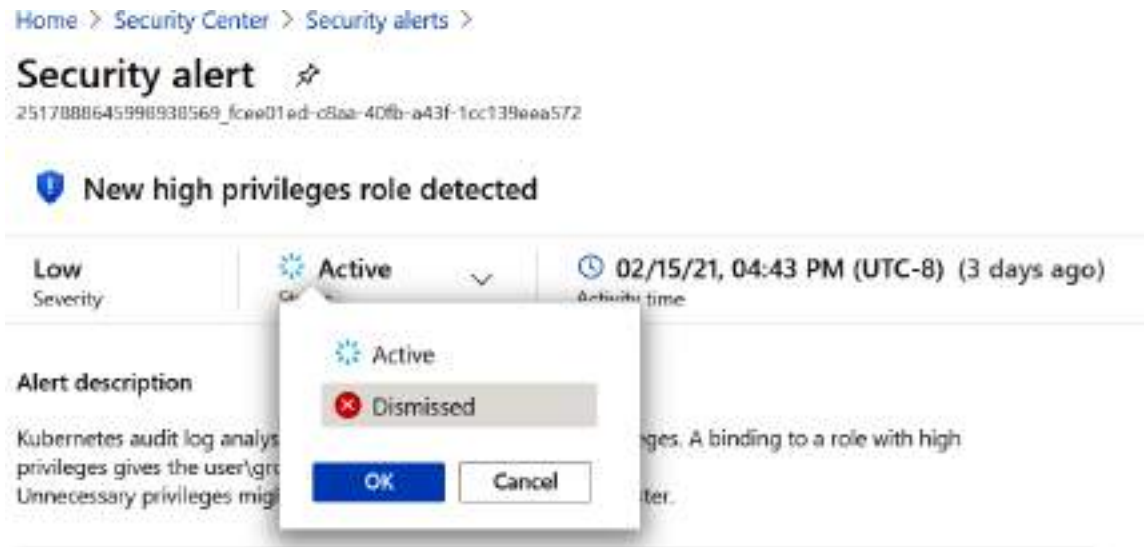 Home > Security Center > Security alerts >
Security alert
2517888645998938569_fcee01ed-c8aa-40fb-a43f-1cc139eea572
New high privileges role detected
Low
Active
02/15/21, 04:43 PM (UTC-8) (3 days ago)
Severity
Activity time
Active
Alert description
Dismissed
Kubernetes audit log analys
ges. A binding to a role with high
privileges gives the user\gro
Unnecessary privileges mig
ter.
OK
Cancel